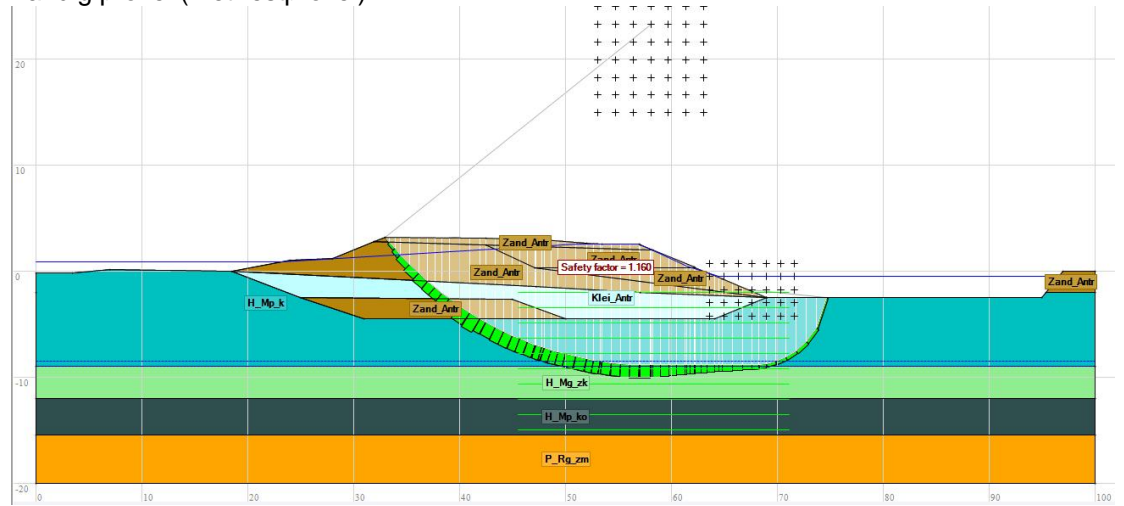 20
10
Zand_Antr
Safety factor = 1.160
0
Zand_Antr
Zand_Antr
Zand_Antr
Klei_Antr
H_Mp_k
Zand_Antr
-10
H_Mg_zk
H_Mp_ko
P_Rg_zm
-20
0 10 20 30 40 50 60 70 80 90 100